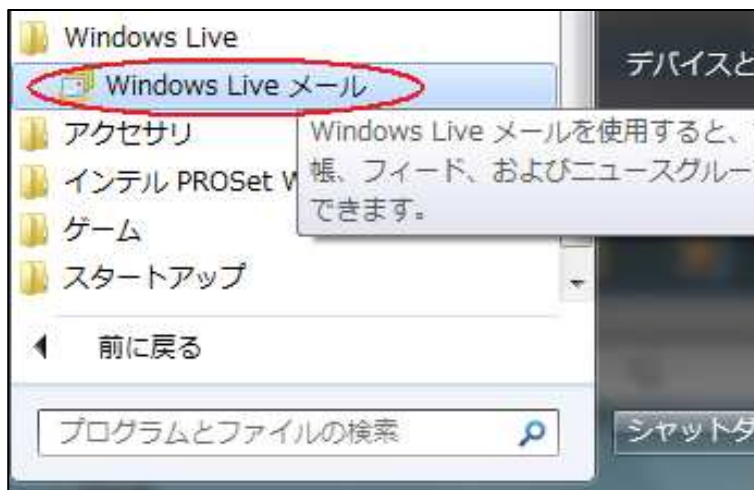 Windows Live
Windows Live メール
アクセサリ
インテル PROSet
ゲーム
スタートアップ
前に戻る
プログラムとファイルの検索
デバイスと
Windows Live メールを使用すると、
帳、フィード、およびニュースグルー
できます。
シャットダ